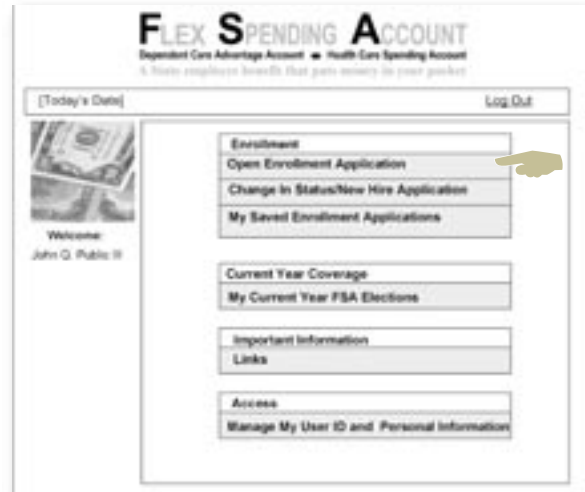 FLEX SPENDING ACCOUNT
Dependent Care Advantage Account Health Care Spending Account
A State employee benefit that puts money in your pocket
[Today's Date]
Log Out
Welcome:
John Q. Public III
Enrollment
Open Enrollment Application
Change In Status/New Hire Application
My Saved Enrollment Applications
Current Year Coverage
My Current Year FSA Elections
Important Information
Links
Access
Manage My User ID and Personal Information